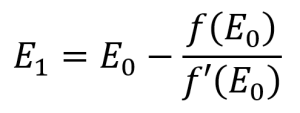 E₁ = E₀ − f(E₀) / f′(E₀)